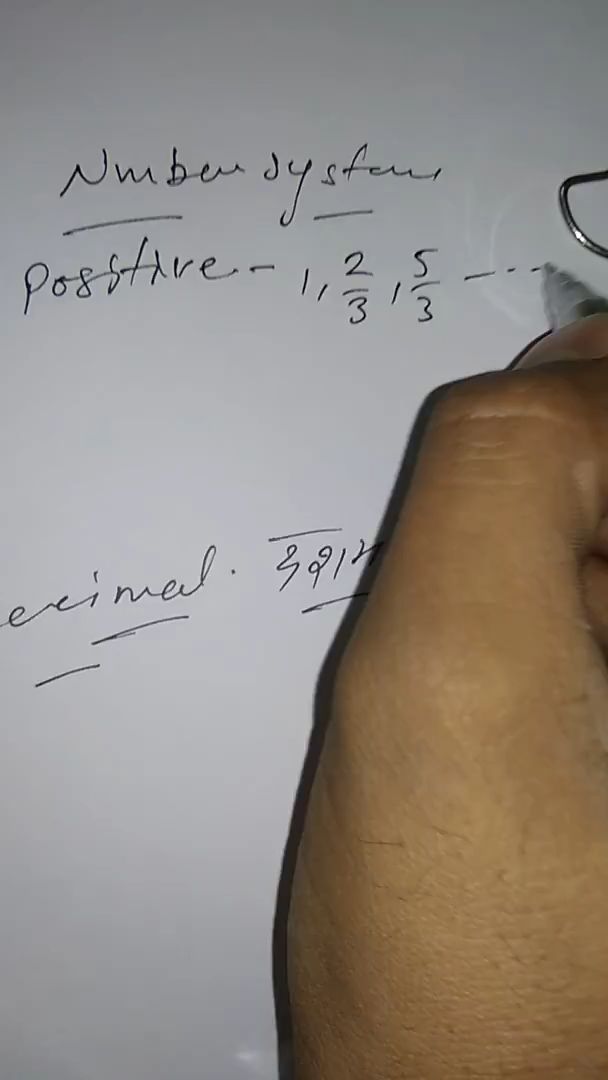 Number system
Positive - 1, 2/3, 5/3 - - - -
ecimal.